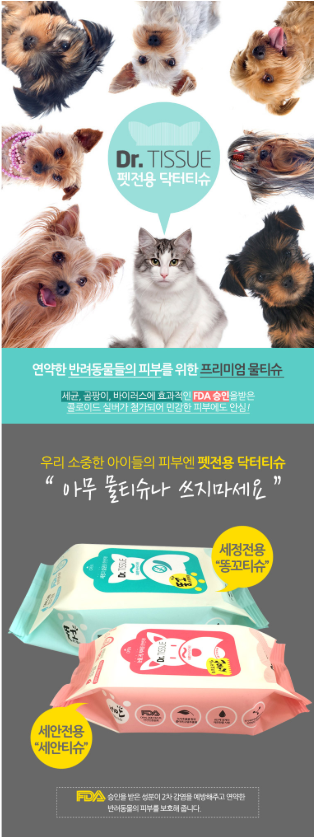 Dr. TISSUE
펫전용 닥터티슈
연약한 반려동물들의 피부를 위한 프리미엄 물티슈
세균, 곰팡이, 바이러스에 효과적인 FDA 승인을받은
콜로이드 실버가 첨가되어 민감한 피부에도 안심!
우리 소중한 아이들의 피부엔 펫전용 닥터티슈
“ 아무 물티슈나 쓰지마세요 ”
세정전용
“똥꼬티슈”
Dr. TISSUE
Dr. TISSUE
FDA
세안전용
“세안티슈”
FDA 승인을 받은 성분이 2차 감염을 예방해주고 연약한
반려동물의 피부를 보호해 줍니다.